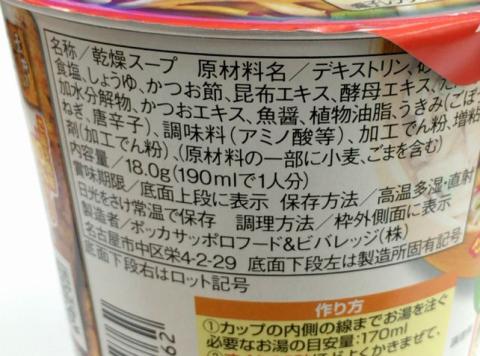 名称/乾燥スープ 原材料名/デキストリン、
食塩、しょうゆ、かつお節、昆布エキス、酵母エキス、
加水分解物、かつおエキス、魚醤、植物油脂、うきみ(ごぼう
ねぎ、唐辛子)、調味料(アミノ酸等)、加工でん粉、増粘
剤(加工でん粉)、(原材料の一部に小麦、ごまを含む)
内容量/18.0g(190mlで1人分)
賞味期限/底面上段に表示 保存方法/高温多湿・直射
日光をさけ常温で保存 調理方法/枠外側面に表示
製造者/ポッカサッポロフード&ビバレッジ(株)
名古屋市中区栄4-2-29 底面下段左は製造所固有記号
底面下段右はロット記号
作り方
①カップの内側の線までお湯を注ぐ
必要なお湯の目安量:170ml
よくかきまぜて、